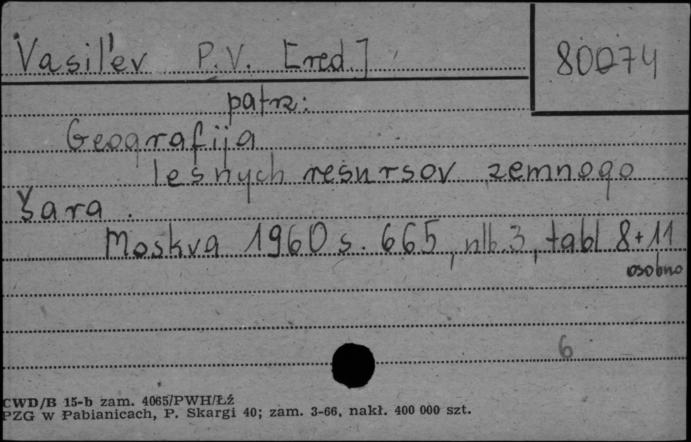 Vasil'ev P.V. [red.]
80074
patrz:
Geografija
lesnych resursov zemnogo
šara.
Moskva 1960 s. 665, nlb. 3, tabl 8+11
osobno
6
CWD/B 15-b zam. 4065/PWH/Łź
PZG w Pabianicach, P. Skargi 40; zam. 3-66, nakł. 400 000 szt.